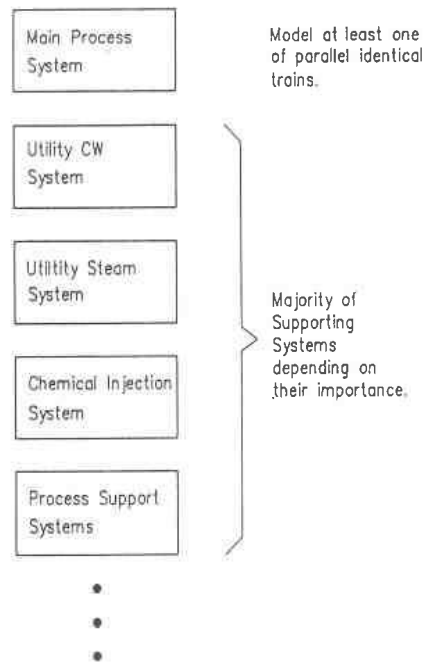 Main Process
System
Model at least one
of parallel identical
trains.
Utility CW
System
Utiltity Steam
System
Chemical Injection
System
Process Support
Systems
Majority of
Supporting
Systems
depending on
their importance.